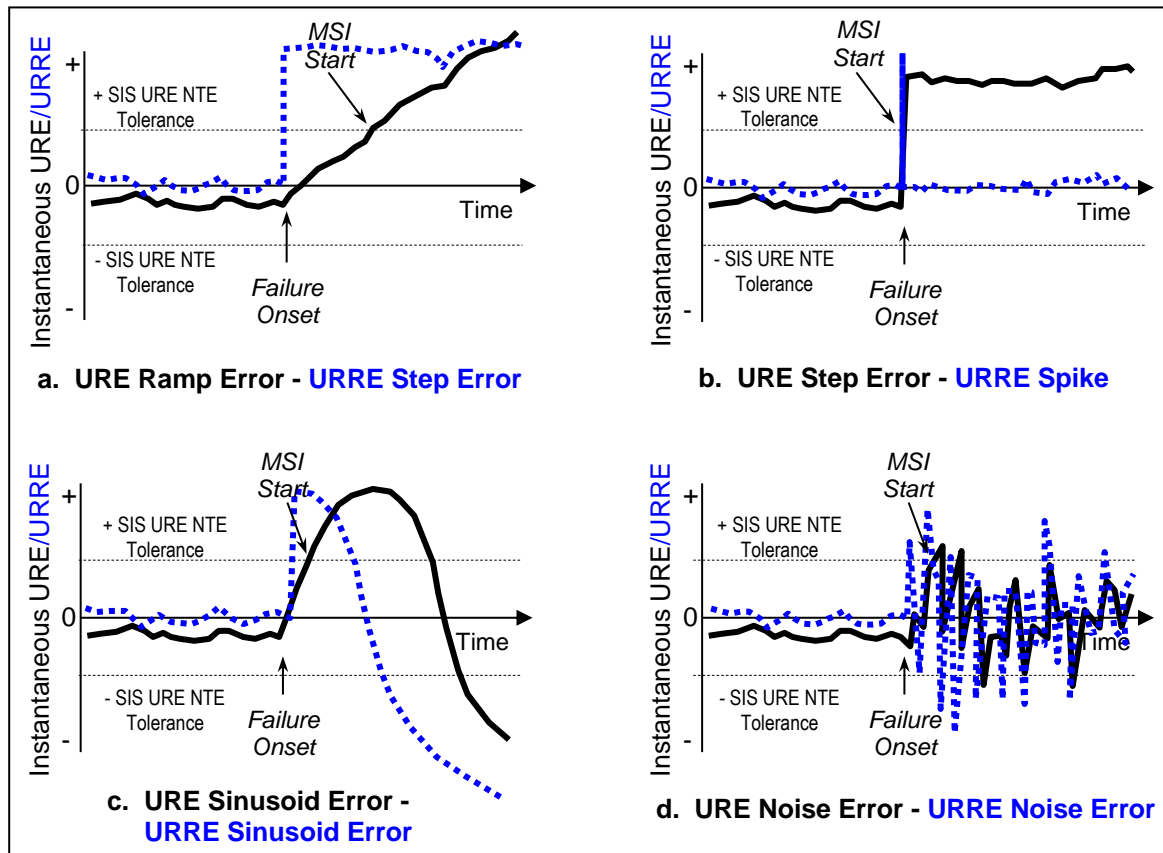 Instantaneous URE/URRE
+
MSI
Start
+ SIS URE NTE
Tolerance
0
Time
- SIS URE NTE
Tolerance
-
Failure
Onset
a. URE Ramp Error - URRE Step Error
Instantaneous URE/URRE
+
MSI
Start
+ SIS URE NTE
Tolerance
0
Time
- SIS URE NTE
Tolerance
-
Failure
Onset
b. URE Step Error - URRE Spike
Instantaneous URE/URRE
+
MSI
Start
+ SIS URE NTE
Tolerance
0
Time
- SIS URE NTE
Tolerance
-
Failure
Onset
c. URE Sinusoid Error -
URRE Sinusoid Error
Instantaneous URE/URRE
+
MSI
Start
+ SIS URE NTE
Tolerance
0
Time
- SIS URE NTE
Tolerance
-
Failure
Onset
d. URE Noise Error - URRE Noise Error